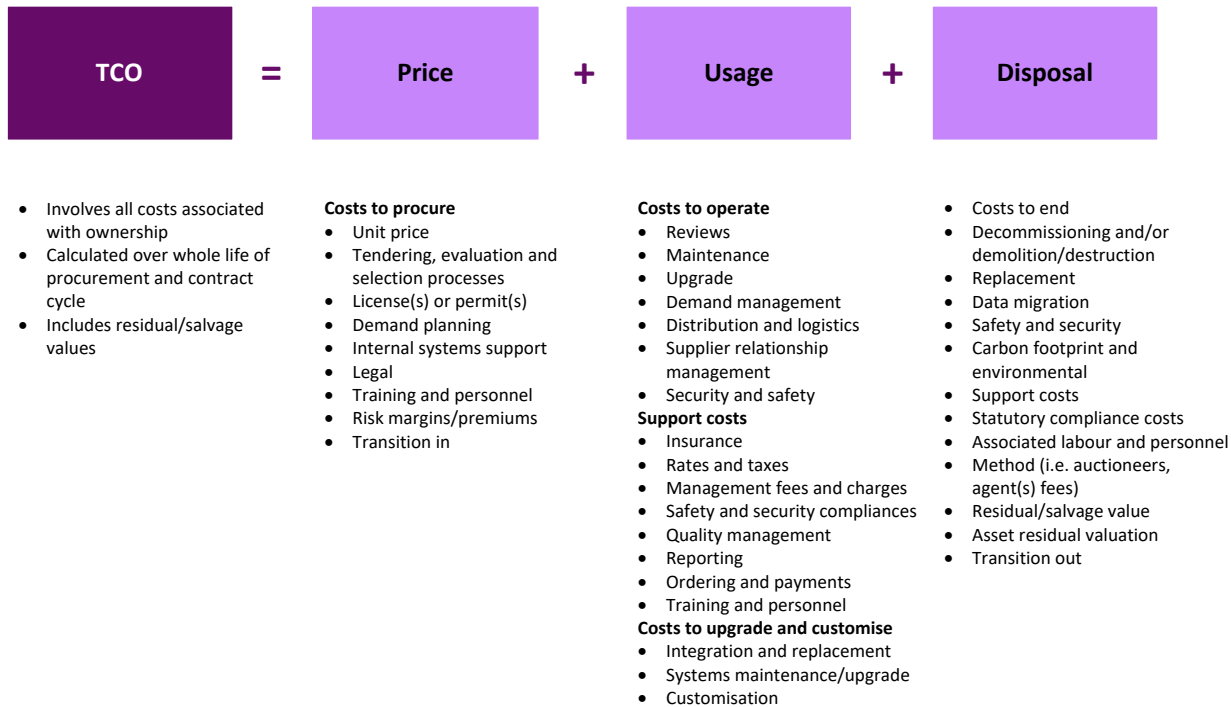 TCO
=
Price
+
Usage
+
Disposal
• Involves all costs associated
with ownership
• Calculated over whole life of
procurement and contract
cycle
• Includes residual/salvage
values
Costs to procure
• Unit price
• Tendering, evaluation and
selection processes
• License(s) or permit(s)
• Demand planning
• Internal systems support
• Legal
• Training and personnel
• Risk margins/premiums
• Transition in
Costs to operate
• Reviews
• Maintenance
• Upgrade
• Demand management
• Distribution and logistics
• Supplier relationship
management
• Security and safety
Support costs
• Insurance
• Rates and taxes
• Management fees and charges
• Safety and security compliances
• Quality management
• Reporting
• Ordering and payments
• Training and personnel
Costs to upgrade and customise
• Integration and replacement
• Systems maintenance/upgrade
• Customisation
• Costs to end
• Decommissioning and/or
demolition/destruction
• Replacement
• Data migration
• Safety and security
• Carbon footprint and
environmental
• Support costs
• Statutory compliance costs
• Associated labour and personnel
• Method (i.e. auctioneers,
agent(s) fees)
• Residual/salvage value
• Asset residual valuation
• Transition out